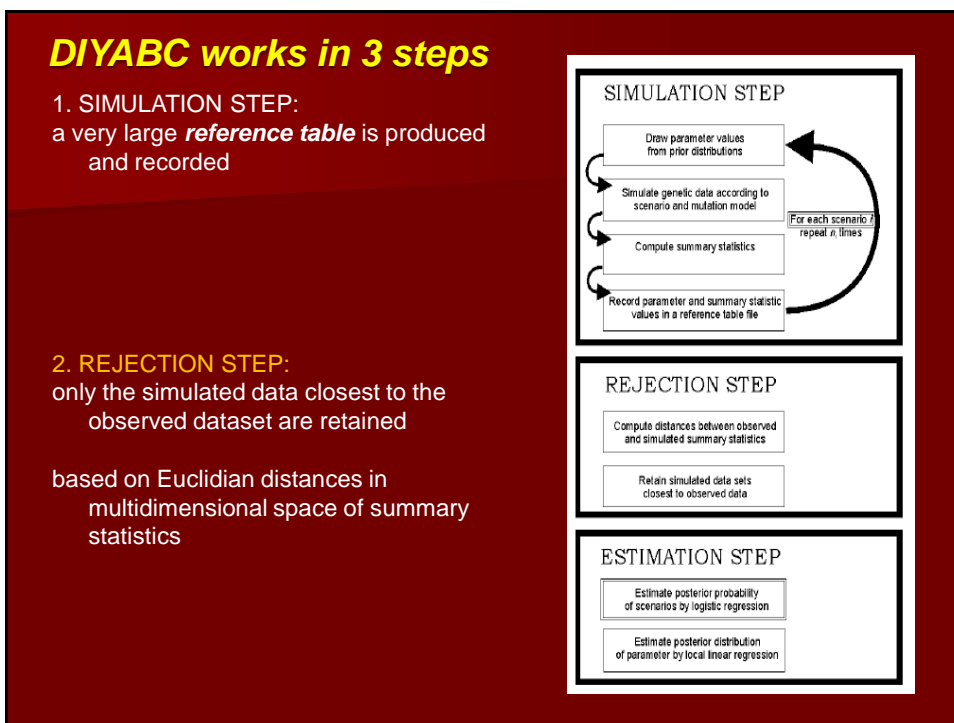 DIYABC works in 3 steps
1. SIMULATION STEP:
a very large reference table is produced
and recorded
2. REJECTION STEP:
only the simulated data closest to the
observed dataset are retained
based on Euclidian distances in
multidimensional space of summary
statistics
SIMULATION STEP
Draw parameter values
from prior distributions
Simulate genetic data according to
scenario and mutation model
For each scenario i
repeat nᵢ times
Compute summary statistics
Record parameter and summary statistic
values in a reference table file
REJECTION STEP
Compute distances between observed
and simulated summary statistics
Retain simulated data sets
closest to observed data
ESTIMATION STEP
Estimate posterior probability
of scenarios by logistic regression
Estimate posterior distribution
of parameter by local linear regression